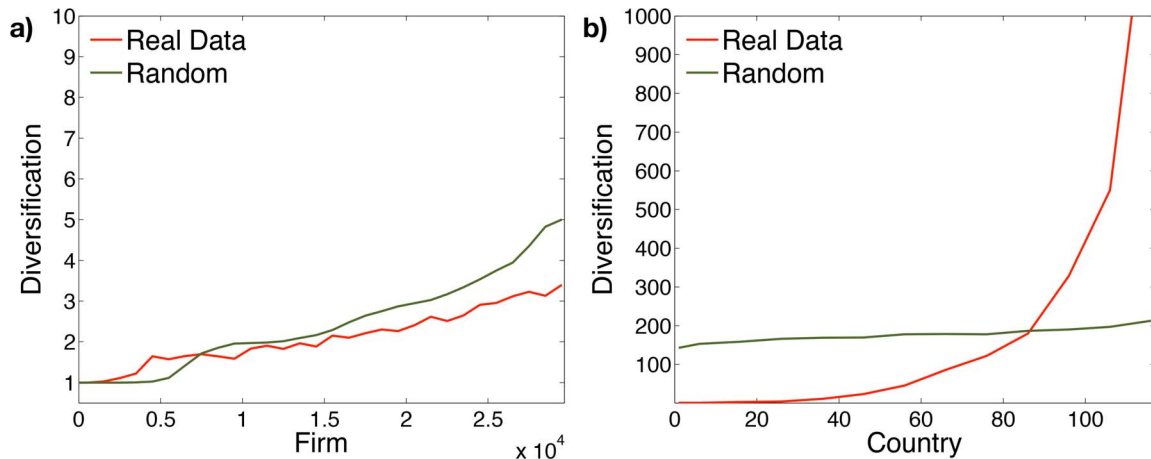 a)
Real Data
Random
Diversification
10
9
8
7
6
5
4
3
2
1
0 0.5 1 1.5 2 2.5
Firm
x 10^4
b)
Real Data
Random
Diversification
1000
900
800
700
600
500
400
300
200
100
0 20 40 60 80 100
Country